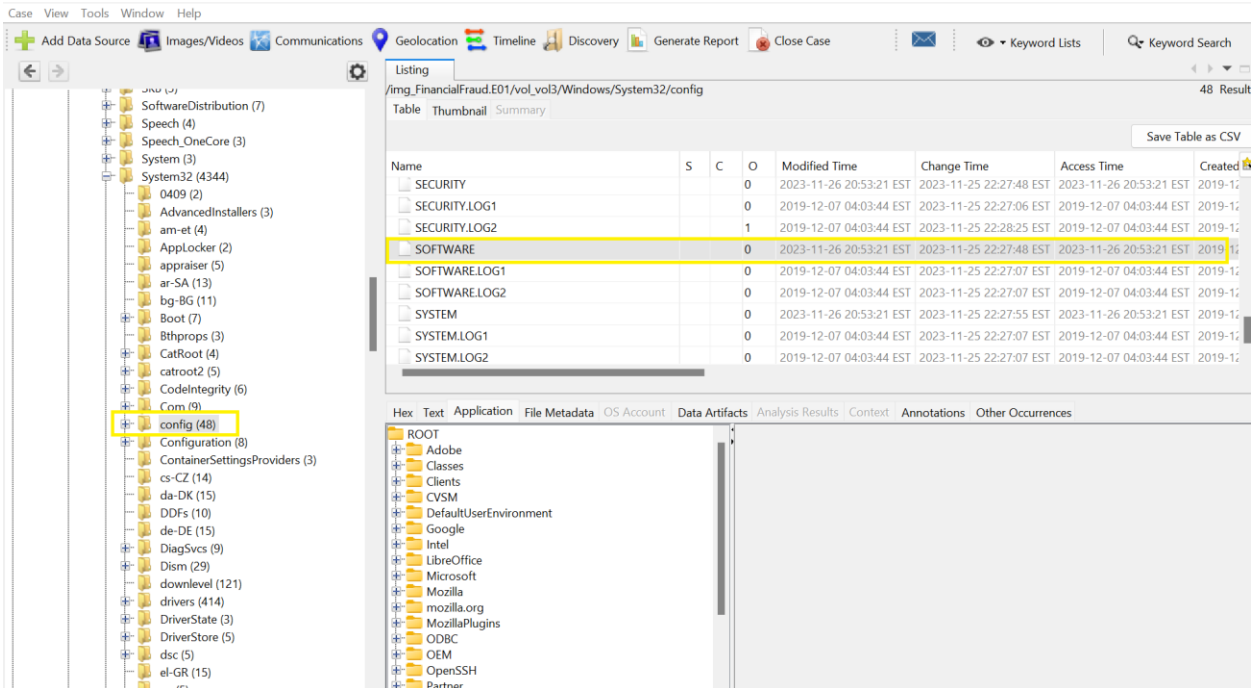 Case View Tools Window Help
Add Data Source Images/Videos Communications Geolocation Timeline Discovery Generate Report Close Case Keyword Lists Keyword Search
Listing
/img_FinancialFraud.E01/vol_vol3/Windows/System32/config 48 Result
Table Thumbnail Summary
Save Table as CSV
Name S C O Modified Time Change Time Access Time Created
SECURITY 0 2023-11-26 20:53:21 EST 2023-11-25 22:27:48 EST 2023-11-26 20:53:21 EST 2019-12
SECURITY.LOG1 0 2019-12-07 04:03:44 EST 2023-11-25 22:27:06 EST 2019-12-07 04:03:44 EST 2019-12
SECURITY.LOG2 1 2019-12-07 04:03:44 EST 2023-11-25 22:28:25 EST 2019-12-07 04:03:44 EST 2019-12
SOFTWARE 0 2023-11-26 20:53:21 EST 2023-11-25 22:27:48 EST 2023-11-26 20:53:21 EST 2019 12
SOFTWARE.LOG1 0 2019-12-07 04:03:44 EST 2023-11-25 22:27:07 EST 2019-12-07 04:03:44 EST 2019-12
SOFTWARE.LOG2 0 2019-12-07 04:03:44 EST 2023-11-25 22:27:07 EST 2019-12-07 04:03:44 EST 2019-12
SYSTEM 0 2023-11-26 20:53:21 EST 2023-11-25 22:27:55 EST 2023-11-26 20:53:21 EST 2019-12
SYSTEM.LOG1 0 2019-12-07 04:03:44 EST 2023-11-25 22:27:07 EST 2019-12-07 04:03:44 EST 2019-12
SYSTEM.LOG2 0 2019-12-07 04:03:44 EST 2023-11-25 22:27:07 EST 2019-12-07 04:03:44 EST 2019-12
SoftwareDistribution (7)
Speech (4)
Speech_OneCore (3)
System (3)
System32 (4344)
0409 (2)
AdvancedInstallers (3)
am-et (4)
AppLocker (2)
appraiser (5)
ar-SA (13)
bg-BG (11)
Boot (7)
Bthprops (3)
CatRoot (4)
catroot2 (5)
CodeIntegrity (6)
Com (9)
config (48)
Configuration (8)
ContainerSettingsProviders (3)
cs-CZ (14)
da-DK (15)
DDFs (10)
de-DE (15)
DiagSvcs (9)
Dism (29)
downlevel (121)
drivers (414)
DriverState (3)
DriverStore (5)
dsc (5)
el-GR (15)
Hex Text Application File Metadata OS Account Data Artifacts Analysis Results Context Annotations Other Occurrences
ROOT
Adobe
Classes
Clients
CVSM
DefaultUserEnvironment
Google
Intel
LibreOffice
Microsoft
Mozilla
mozilla.org
MozillaPlugins
ODBC
OEM
OpenSSH
Partner